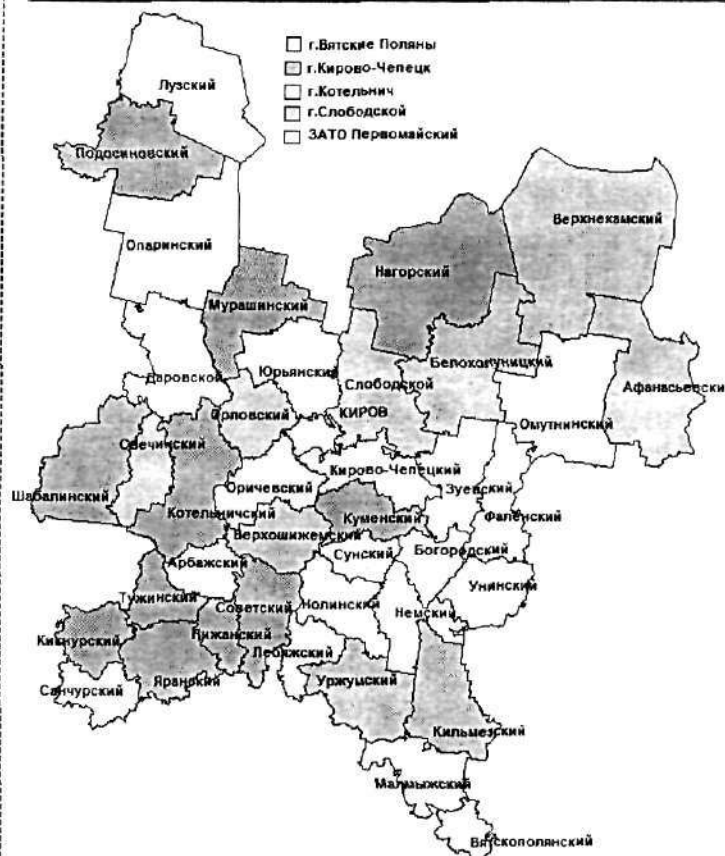 г.Вятские Поляны
г.Кирово-Чепецк
г.Котельнич
г.Слободской
ЗАТО Первомайский
Лузский
Подосиновский
Опаринский
Верхнекамский
Нагорский
Мурашинский
Даровской
Юрьянский
Слободской
Белохолуницкий
Афанасьевский
Орловский
КИРОВ
Омутнинский
Свечинский
Шабалинский
Кирово-Чепецкий
Зуевский
Оричевский
Котельничский
Куменский
Фаленский
Верхошижемский
Сунский
Богородский
Арбажский
Унинский
Тужинский
Советский
Нолинский
Немский
Кикнурский
Пижанский
Лебяжский
Санчурский
Яранский
Уржумский
Кильмезский
Малмыжский
Вятскополянский